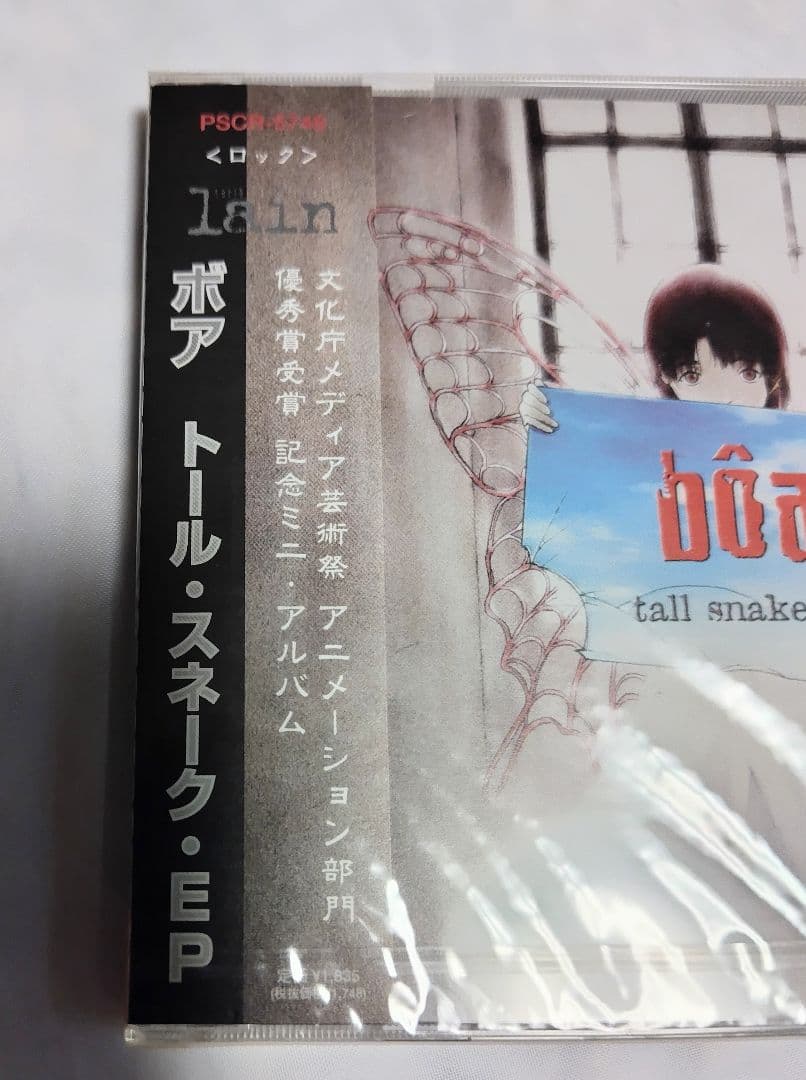 PSCR-5749
<ロック>
lain
ボア トール・スネーク・EP
文化庁メディア芸術祭 アニメーション部門
優秀賞受賞 記念ミニ・アルバム
bôa
tall snake